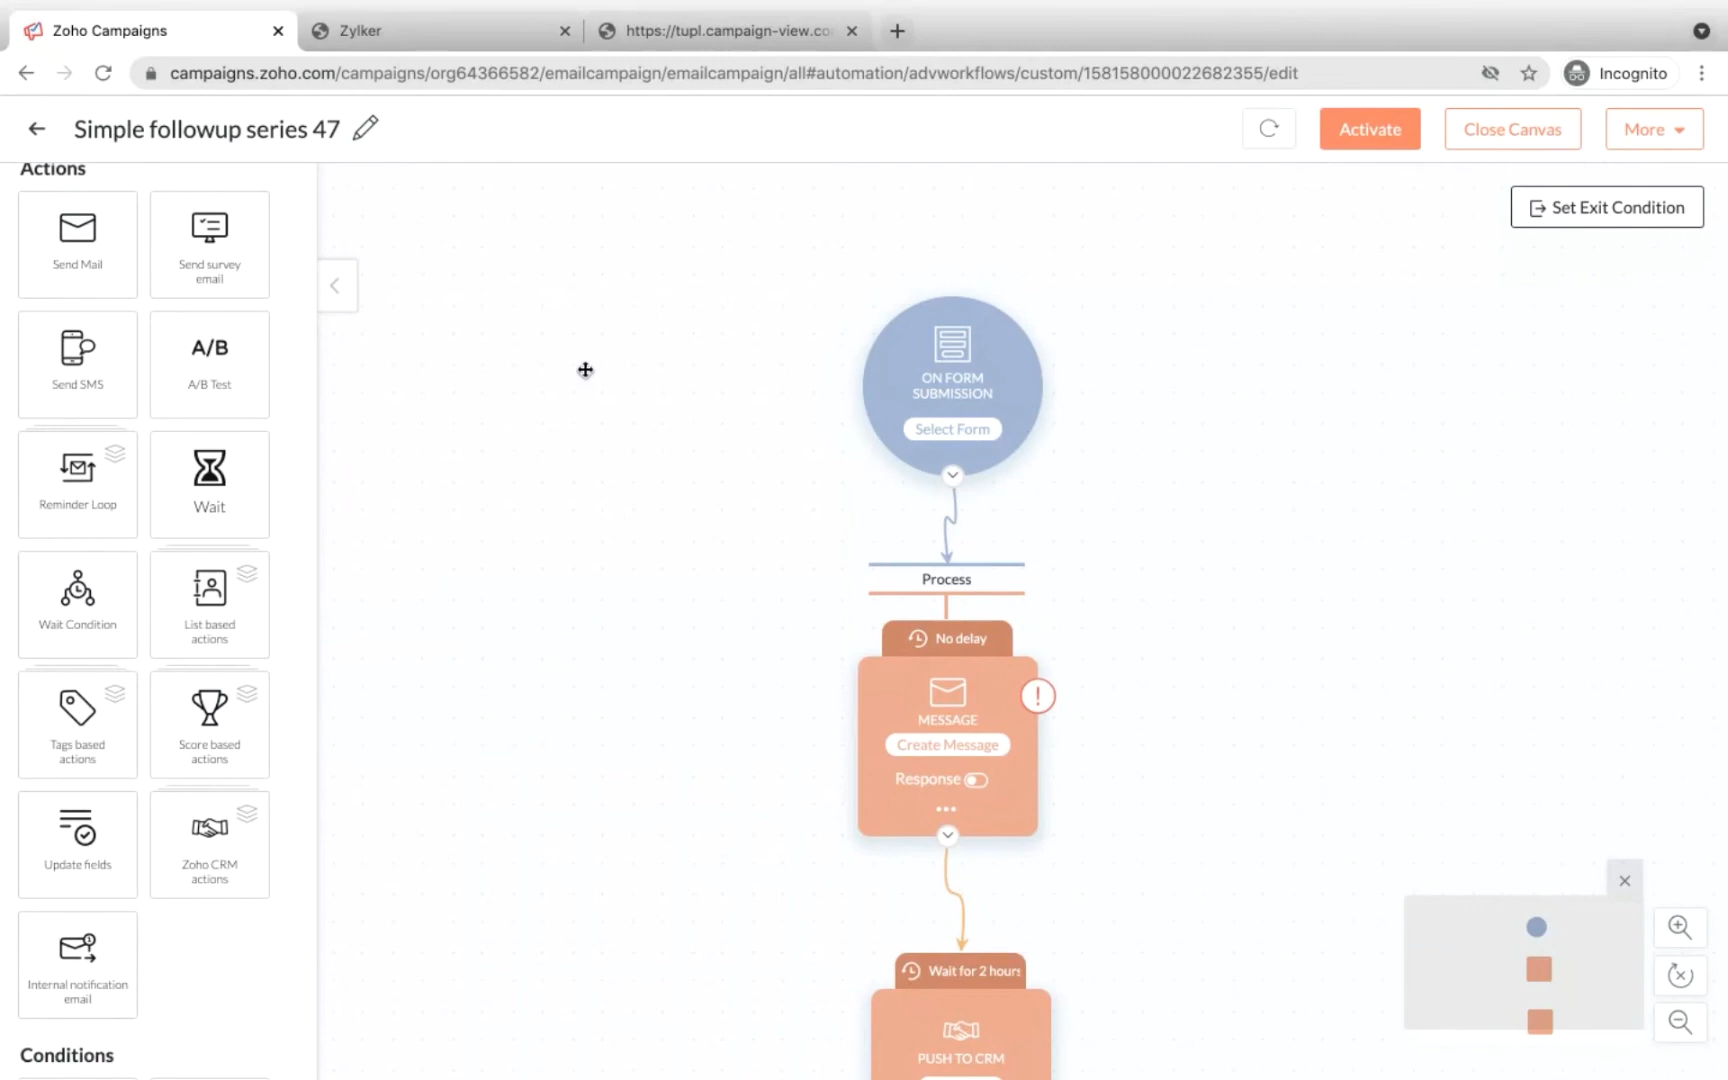 Zoho Campaigns
Zylker
https://tupl.campaign-view.co
campaigns.zoho.com/campaigns/org64366582/emailcampaign/emailcampaign/all#automation/advworkflows/custom/158158000022682355/edit
Incognito
Simple followup series 47
Activate
Close Canvas
More
Actions
Set Exit Condition
Send Mail
Send survey
email
Send SMS
A/B
A/B Test
Reminder Loop
Wait
Wait Condition
List based
actions
Tags based
actions
Score based
actions
Update fields
Zoho CRM
actions
Internal notification
email
Conditions
ON FORM
SUBMISSION
Select Form
Process
No delay
MESSAGE
Create Message
Response
Wait for 2 hours
PUSH TO CRM